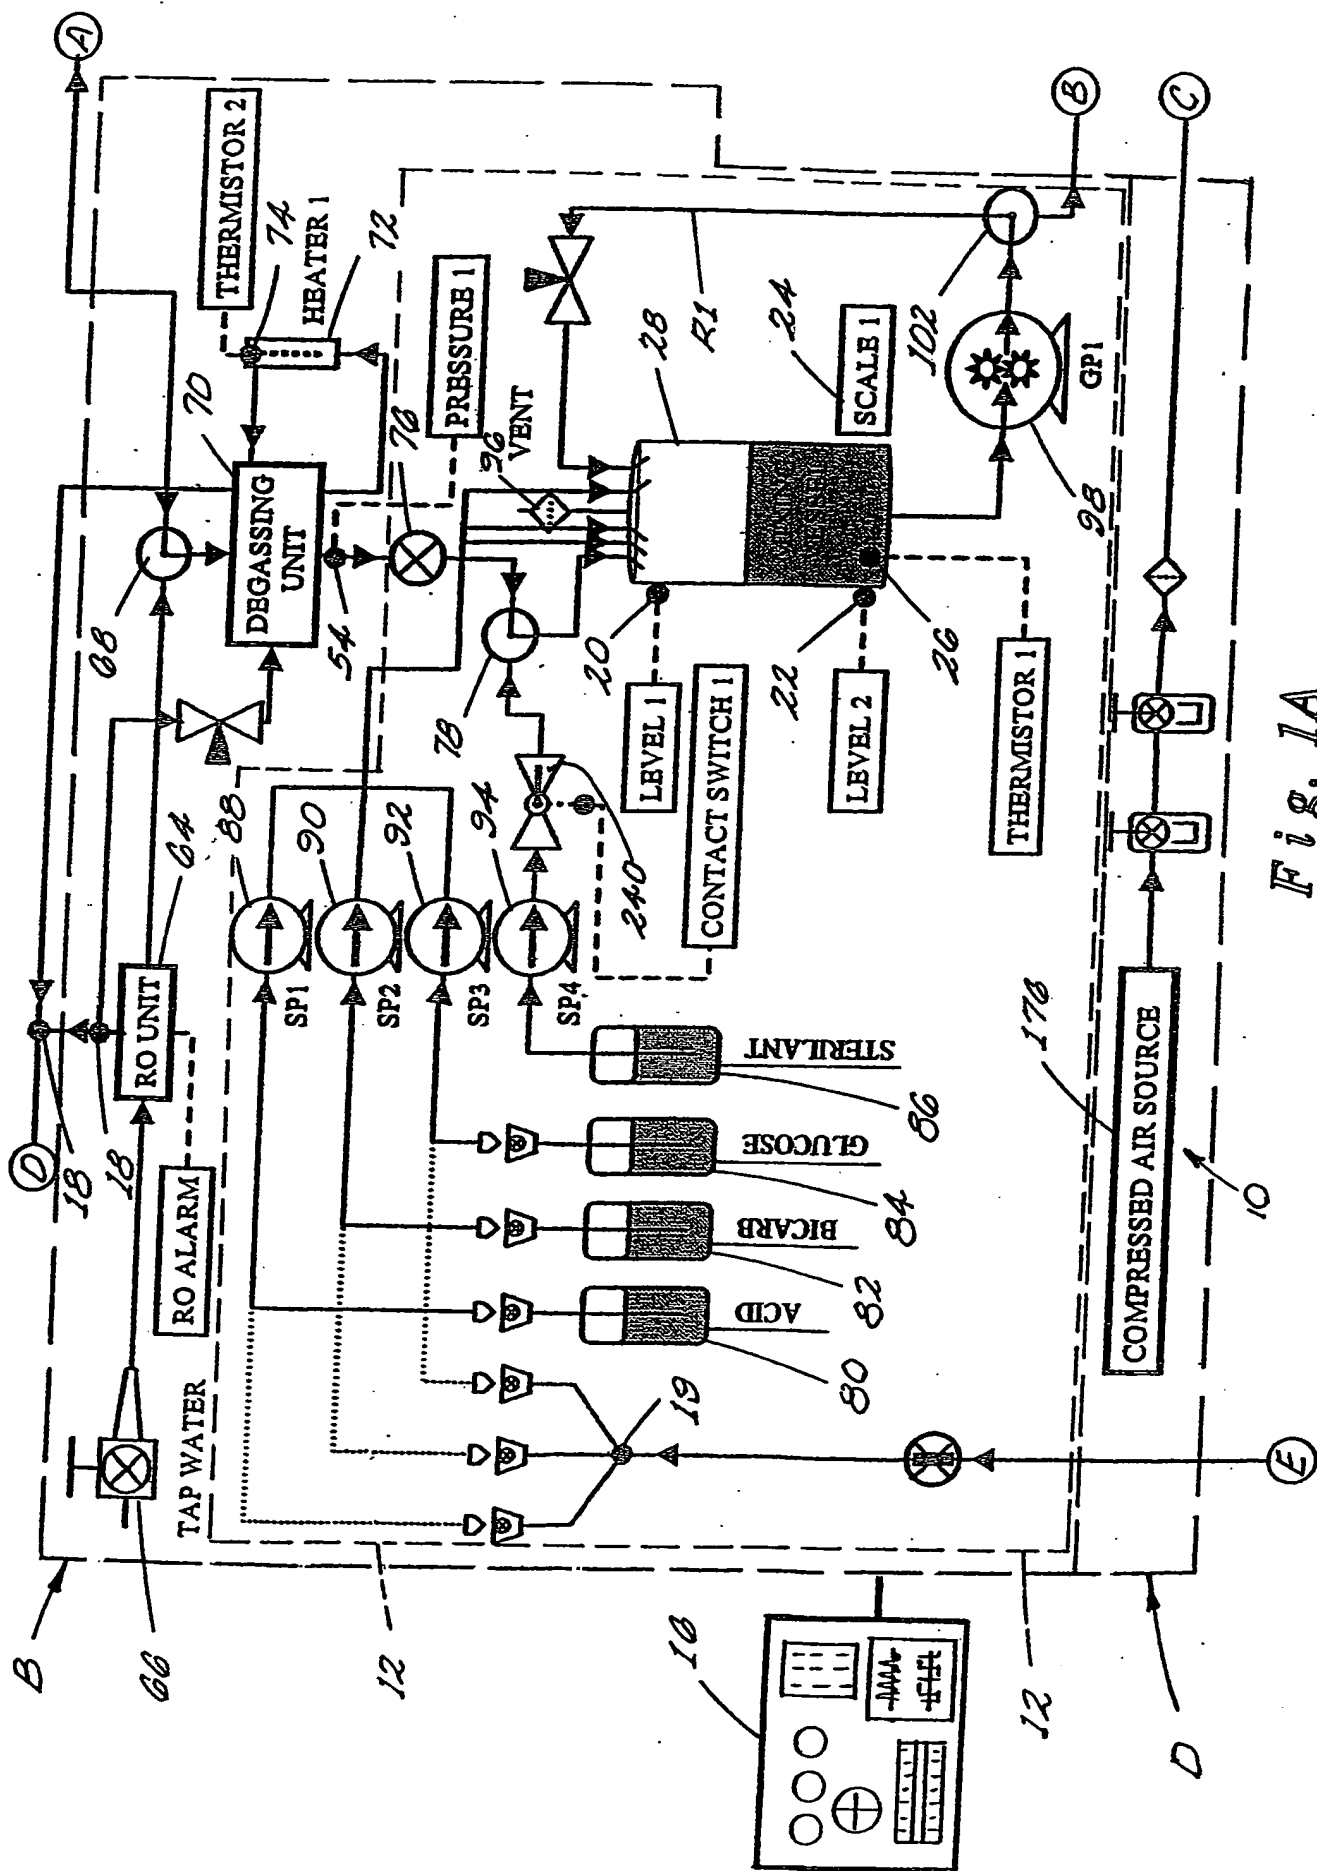 A
THERMISTOR 2
74
HEATER 1
72
70
68
DEGASSING
UNIT
54
PRESSURE 1
76
96
VENT
78
RO UNIT
64
18
18
D
RO ALARM
66
TAP WATER
B
12
88
90
92
94
SP1
SP2
SP3
SP4
240
CONTACT SWITCH 1
LEVEL 1
20
LEVEL 2
22
26
THERMISTOR 1
28
R1
SCALE 1
24
102
GP1
98
B
C
STERILANT
86
GLUCOSE
84
BICARB
82
ACID
80
19
E
COMPRESSED AIR SOURCE
176
10
16
12
D
Fig. 1A